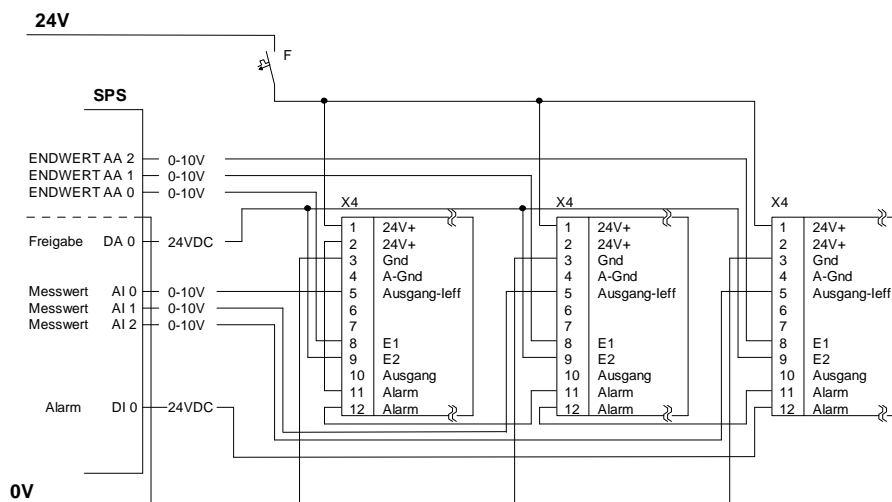 24V
F
SPS
ENDWERT AA 2 0-10V
ENDWERT AA 1 0-10V
ENDWERT AA 0 0-10V
X4 X4 X4
1 24V+ 1 24V+ 1 24V+
Freigabe DA 0 24VDC 2 24V+ 2 24V+ 2 24V+
3 Gnd 3 Gnd 3 Gnd
4 A-Gnd 4 A-Gnd 4 A-Gnd
Messwert AI 0 0-10V 5 Ausgang-Ieff 5 Ausgang-Ieff 5 Ausgang-Ieff
Messwert AI 1 0-10V 6 6 6
Messwert AI 2 0-10V 7 7 7
8 E1 8 E1 8 E1
9 E2 9 E2 9 E2
10 Ausgang 10 Ausgang 10 Ausgang
11 Alarm 11 Alarm 11 Alarm
Alarm DI 0 24VDC 12 Alarm 12 Alarm 12 Alarm
0V